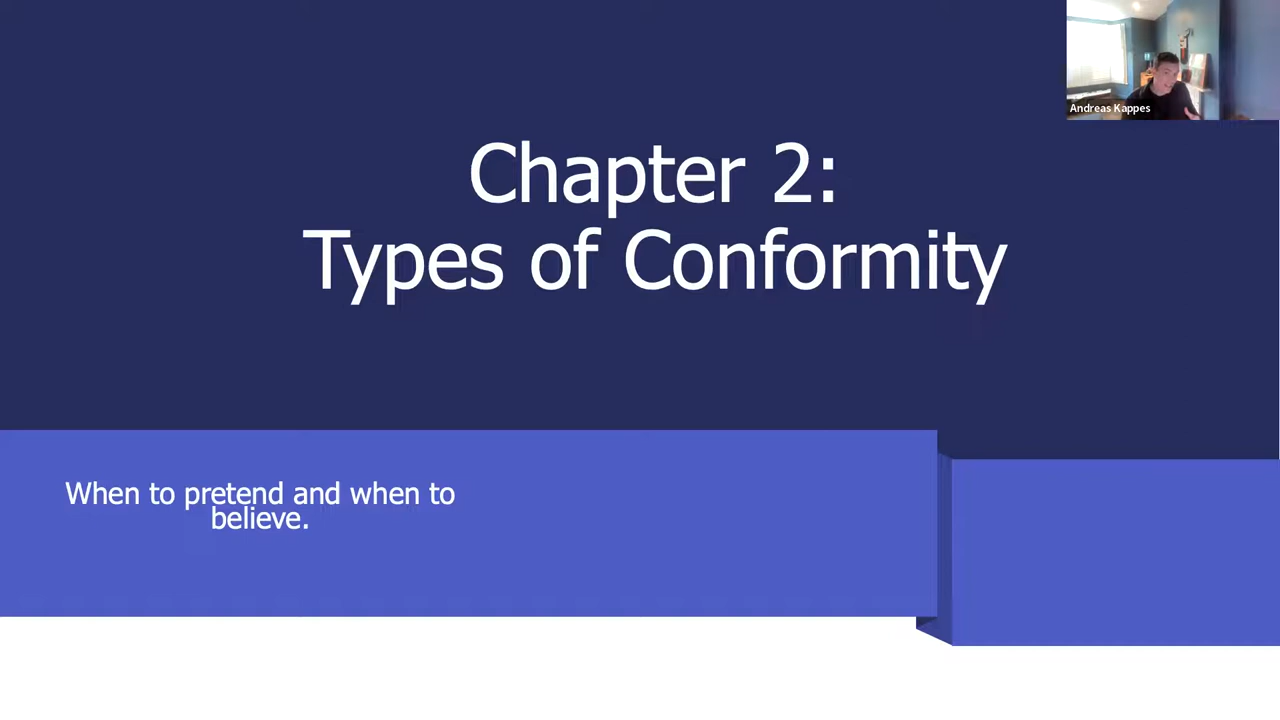 Andreas Kappes
Chapter 2:
Types of Conformity
When to pretend and when to
believe.